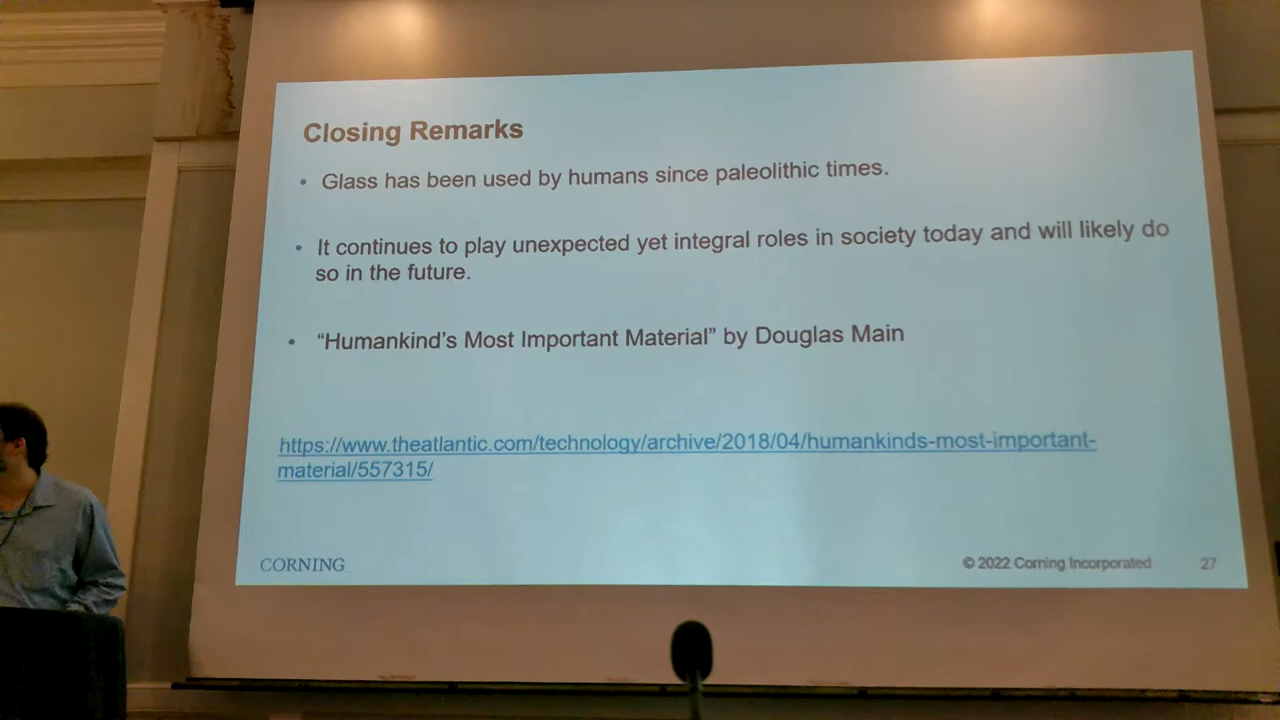 Closing Remarks
• Glass has been used by humans since paleolithic times.
• It continues to play unexpected yet integral roles in society today and will likely do
so in the future.
• “Humankind’s Most Important Material” by Douglas Main
https://www.theatlantic.com/technology/archive/2018/04/humankinds-most-important-
material/557315/
CORNING
© 2022 Corning Incorporated 27